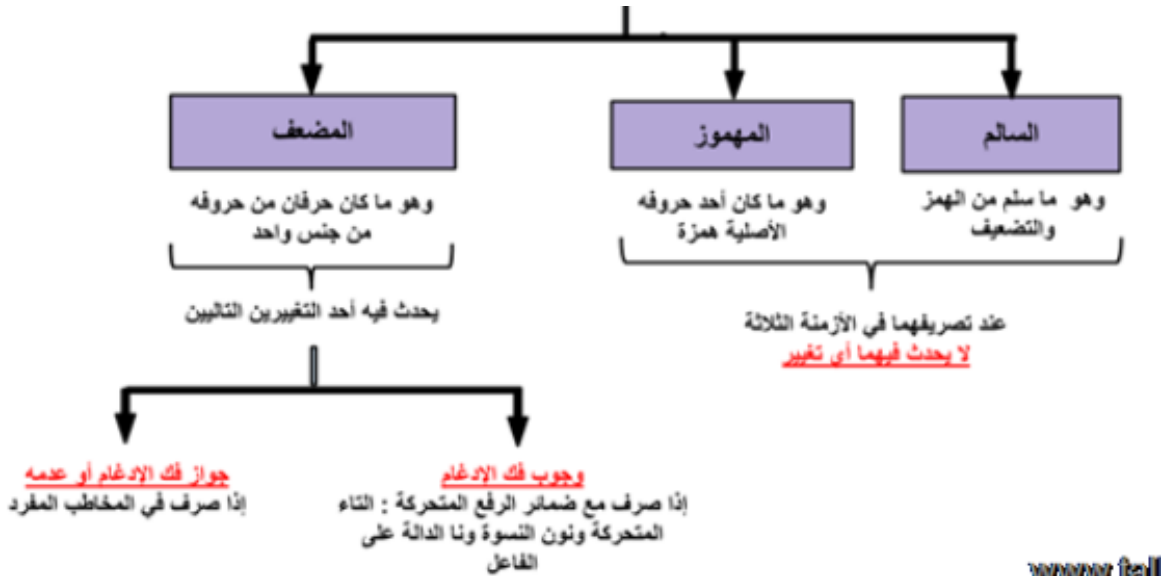 السالم
المهموز
المضعف
وهو ما سلم من الهمز
والتضعيف
وهو ما كان أحد حروفه
الأصلية همزة
وهو ما كان حرفان من حروفه
من جنس واحد
عند تصريفهما في الأزمنة الثلاثة
لا يحدث فيهما أى تغيير
يحدث فيه أحد التغييرين التاليين
وجوب فك الإدغام
إذا صرف مع ضمائر الرفع المتحركة : التاء
المتحركة ونون النسوة ونا الدالة على
الفاعل
جواز فك الإدغام أو عدمه
إذا صرف في المخاطب المفرد